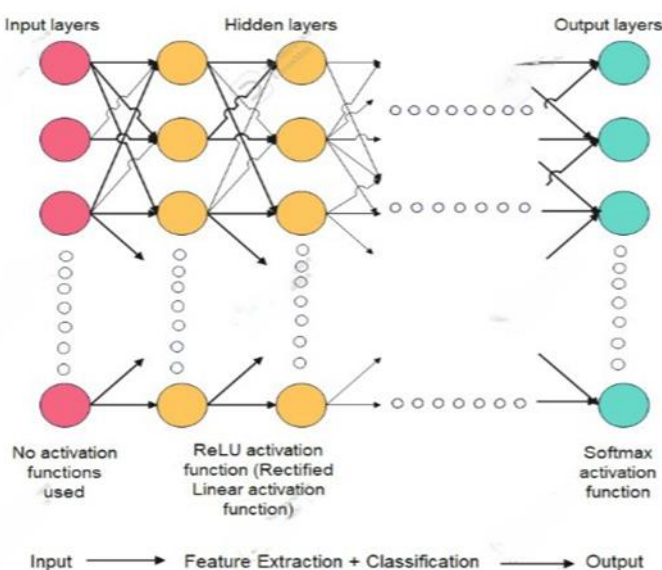 Input layers
Hidden layers
Output layers
No activation
functions
used
ReLU activation
function (Rectified
Linear activation
function)
Softmax
activation
function
Input Feature Extraction + Classification Output